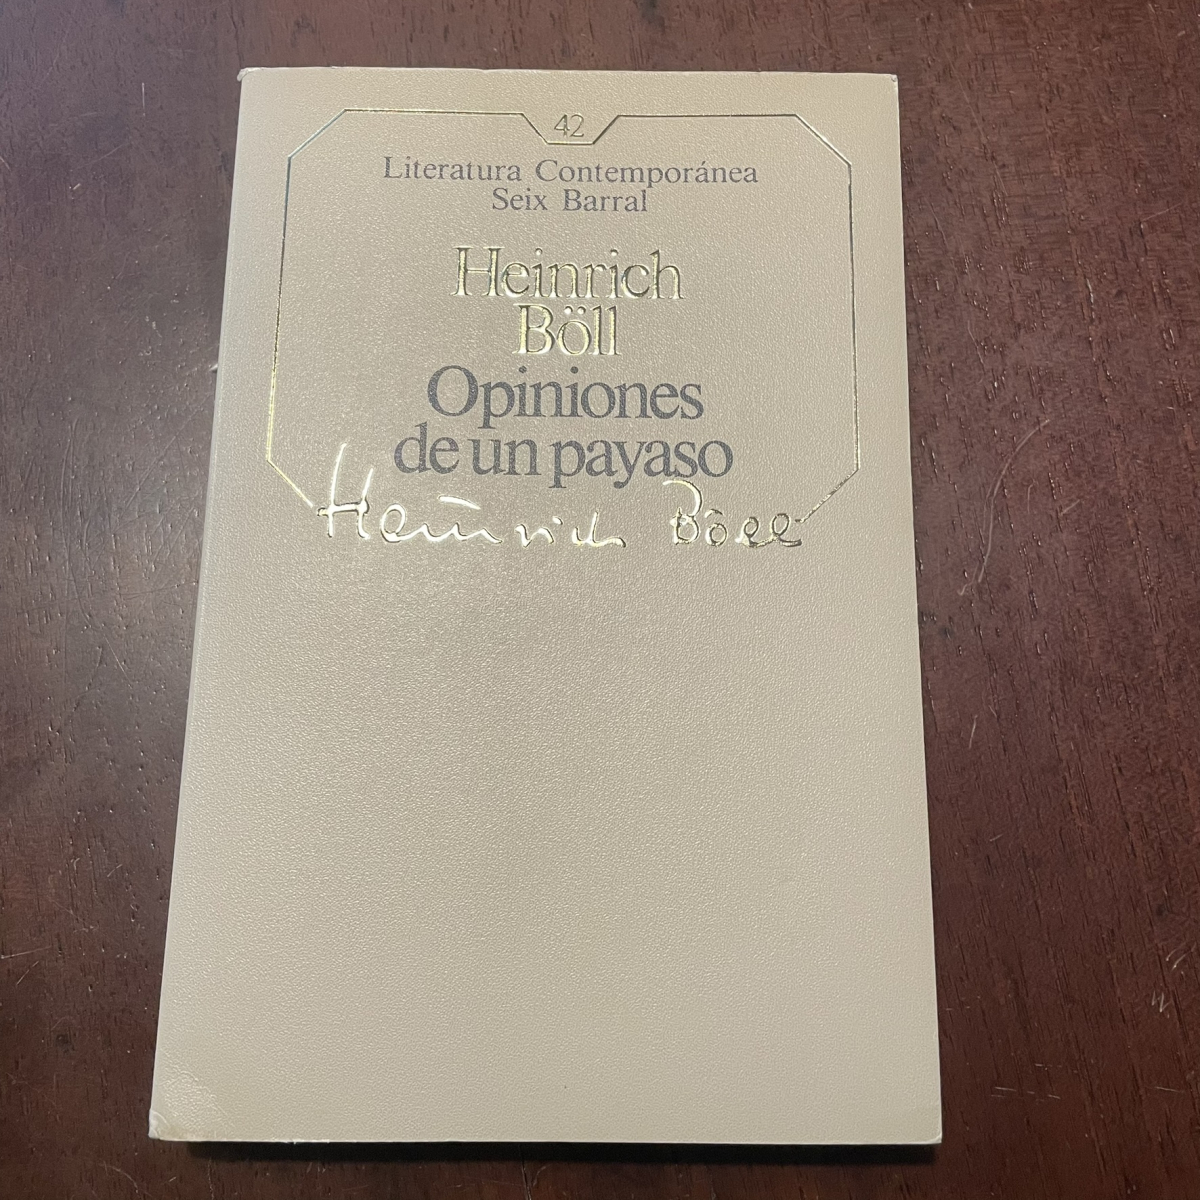 42
Literatura Contemporánea
Seix Barral
Heinrich
Böll
Opiniones
de un payaso
Heinrich Böll